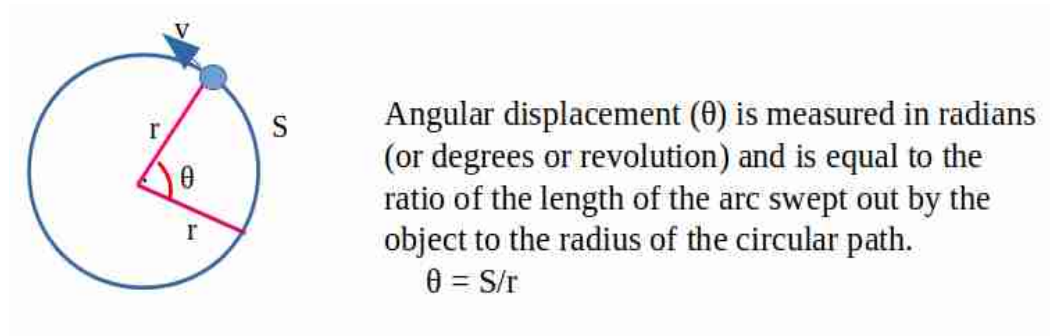 v
r
S
θ
r
Angular displacement (θ) is measured in radians
(or degrees or revolution) and is equal to the
ratio of the length of the arc swept out by the
object to the radius of the circular path.
θ = S/r